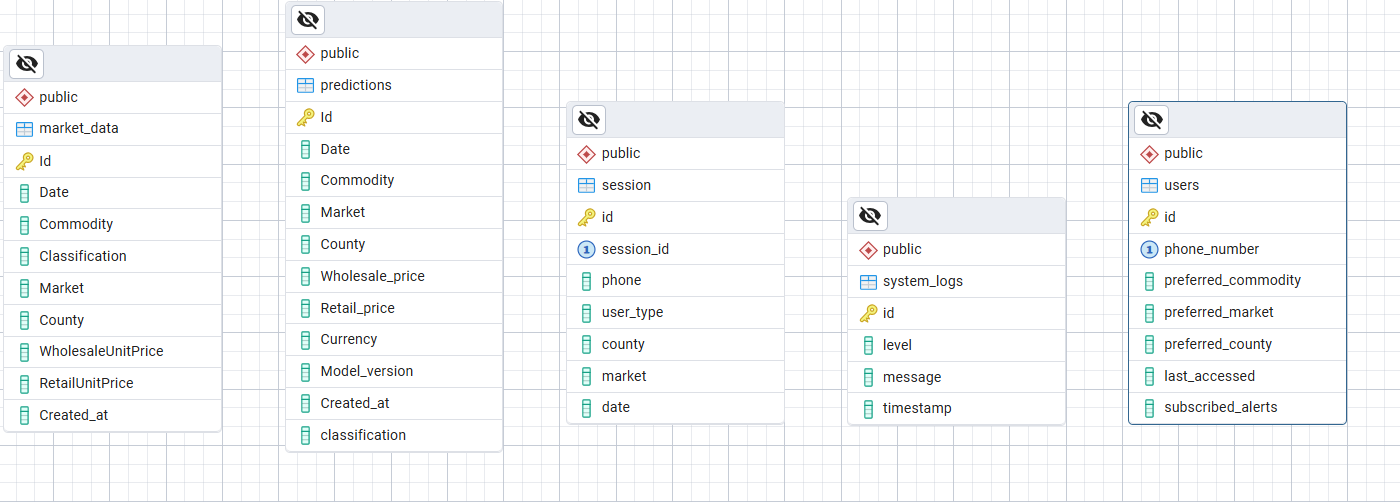 public
market_data
Id
Date
Commodity
Classification
Market
County
WholesaleUnitPrice
RetailUnitPrice
Created_at
public
predictions
Id
Date
Commodity
Market
County
Wholesale_price
Retail_price
Currency
Model_version
Created_at
classification
public
session
id
1 session_id
phone
user_type
county
market
date
public
system_logs
id
level
message
timestamp
public
users
id
1 phone_number
preferred_commodity
preferred_market
preferred_county
last_accessed
subscribed_alerts